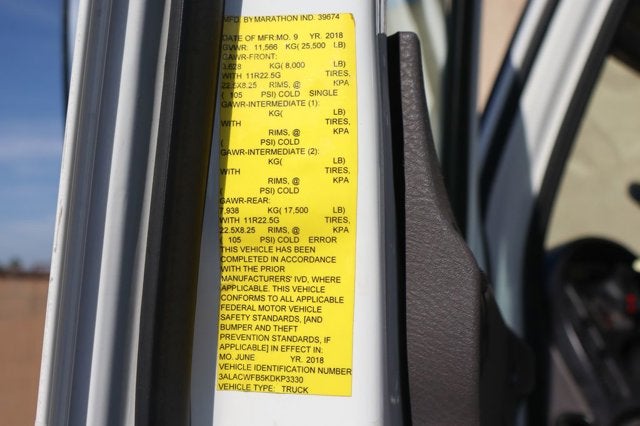 MFD. BY MARATHON IND. 39674
DATE OF MFR: MO. 9 YR. 2018
GVWR: 11,566 KG( 25,500 LB)
GAWR-FRONT:
3,628 KG( 8,000 LB)
WITH 11R22.5G TIRES,
22.5X8.25 RIMS, @ KPA
( 105 PSI) COLD SINGLE
GAWR-INTERMEDIATE (1):
KG( LB)
WITH TIRES,
RIMS, @ KPA
( PSI) COLD
GAWR-INTERMEDIATE (2):
KG( LB)
WITH TIRES,
RIMS, @ KPA
( PSI) COLD
GAWR-REAR:
7,938 KG( 17,500 LB)
WITH 11R22.5G TIRES,
22.5X8.25 RIMS, @ KPA
( 105 PSI) COLD ERROR
THIS VEHICLE HAS BEEN
COMPLETED IN ACCORDANCE
WITH THE PRIOR
MANUFACTURERS' IVD, WHERE
APPLICABLE. THIS VEHICLE
CONFORMS TO ALL APPLICABLE
FEDERAL MOTOR VEHICLE
SAFETY STANDARDS, [AND
BUMPER AND THEFT
PREVENTION STANDARDS, IF
APPLICABLE] IN EFFECT IN:
MO. JUNE YR. 2018
VEHICLE IDENTIFICATION NUMBER
3ALACWFB5KDKP3330
VEHICLE TYPE: TRUCK